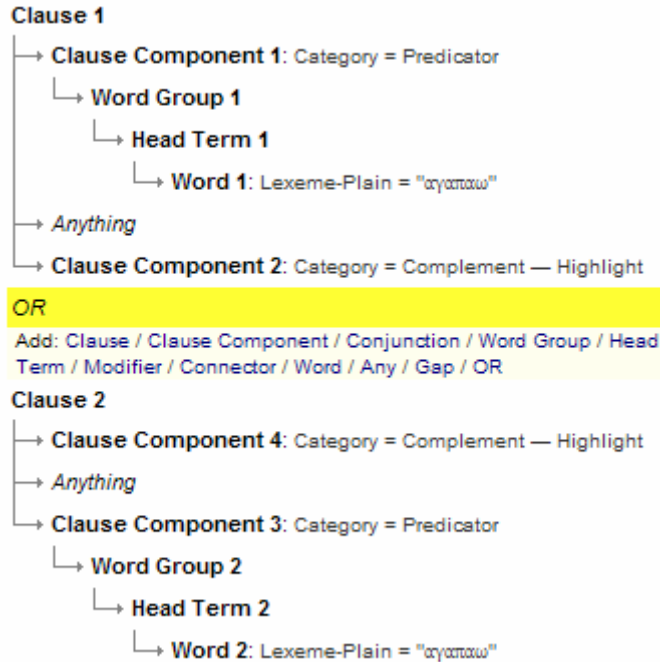 Clause 1
Clause Component 1: Category = Predicator
Word Group 1
Head Term 1
Word 1: Lexeme-Plain = "αγαπαω"
Anything
Clause Component 2: Category = Complement — Highlight
OR
Add: Clause / Clause Component / Conjunction / Word Group / Head
Term / Modifier / Connector / Word / Any / Gap / OR
Clause 2
Clause Component 4: Category = Complement — Highlight
Anything
Clause Component 3: Category = Predicator
Word Group 2
Head Term 2
Word 2: Lexeme-Plain = "αγαπαω"